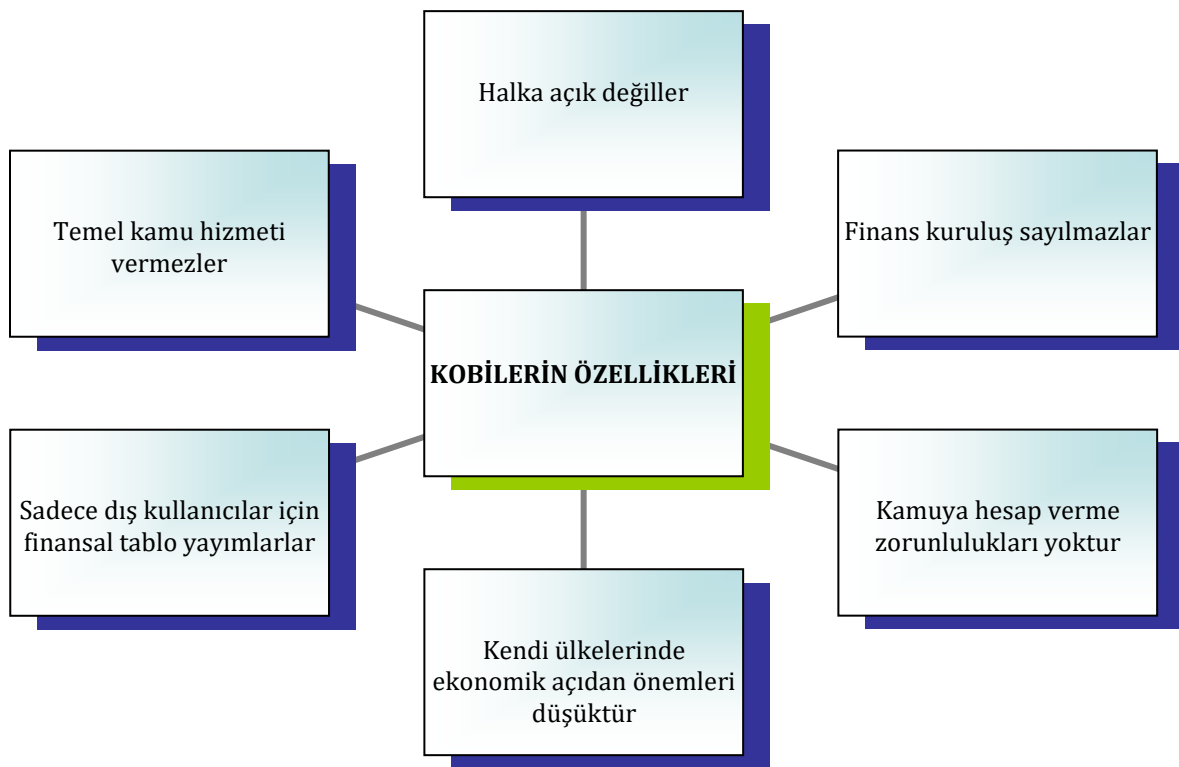 Halka açık değiller
Temel kamu hizmeti
vermezler
Finans kuruluş sayılmazlar
KOBİLERİN ÖZELLİKLERİ
Sadece dış kullanıcılar için
finansal tablo yayımlarlar
Kamuya hesap verme
zorunlulukları yoktur
Kendi ülkelerinde
ekonomik açıdan önemleri
düşüktür